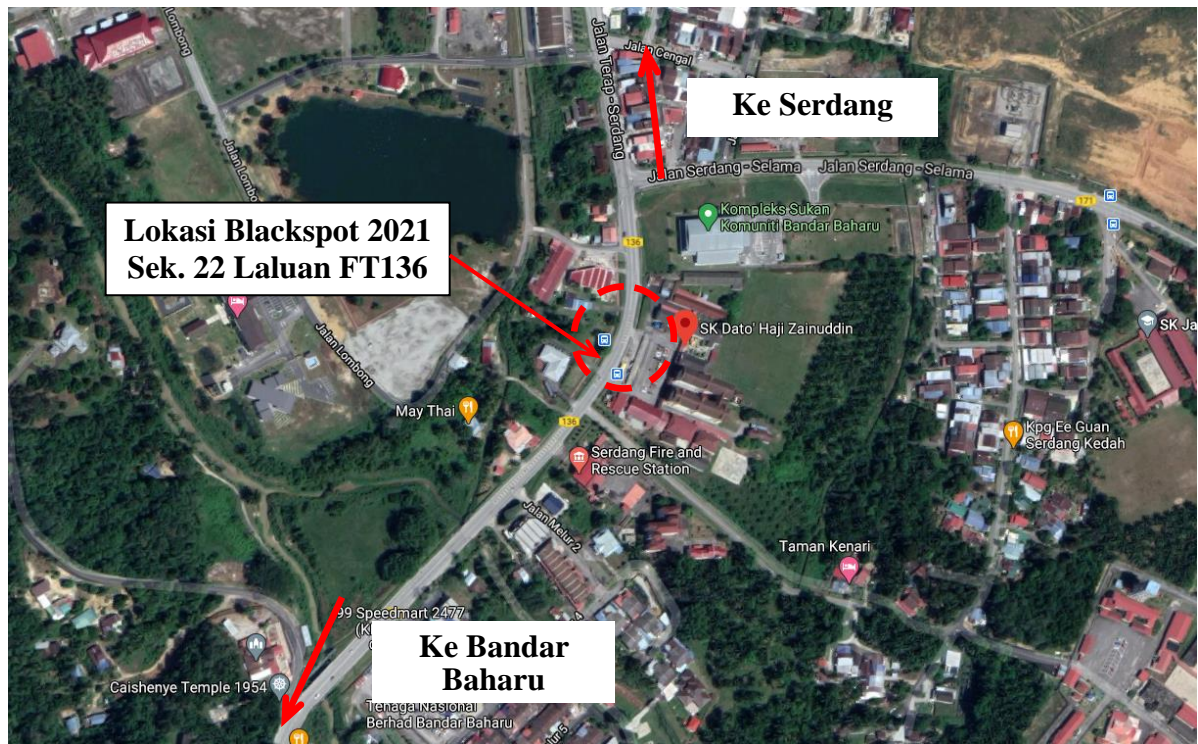 Lombong
Jalan Cengal
Jalan Terap - Serdang
Ke Serdang
Jalan Serdang - Selama
Jalan Serdang - Selama
171
Jalan
Kompleks Sukan
Komuniti Bandar Baharu
136
Lokasi Blackspot 2021
Sek. 22 Laluan FT136
SK Dato' Haji Zainuddin
SK Ja
Jalan Lombong
May Thai
136
Kpg Ee Guan
Serdang Kedah
Serdang Fire and
Rescue Station
Jalan Melur 2
Taman Kenari
99 Speedmart 2477
Ke Bandar
Baharu
Caishenye Temple 1954
Tenaga Nasional
Berhad Bandar Baharu